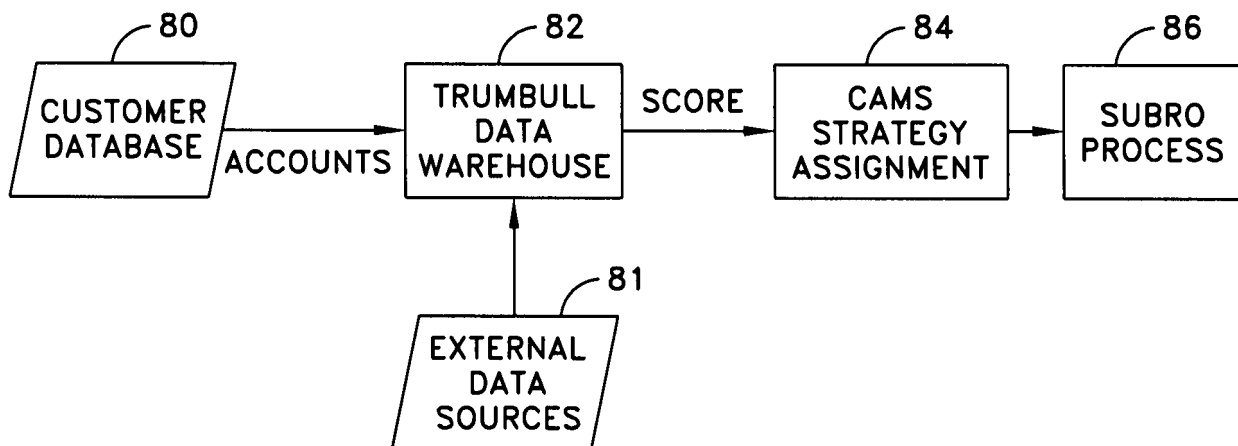 80
CUSTOMER
DATABASE
ACCOUNTS
82
TRUMBULL
DATA
WAREHOUSE
SCORE
84
CAMS
STRATEGY
ASSIGNMENT
86
SUBRO
PROCESS
81
EXTERNAL
DATA
SOURCES